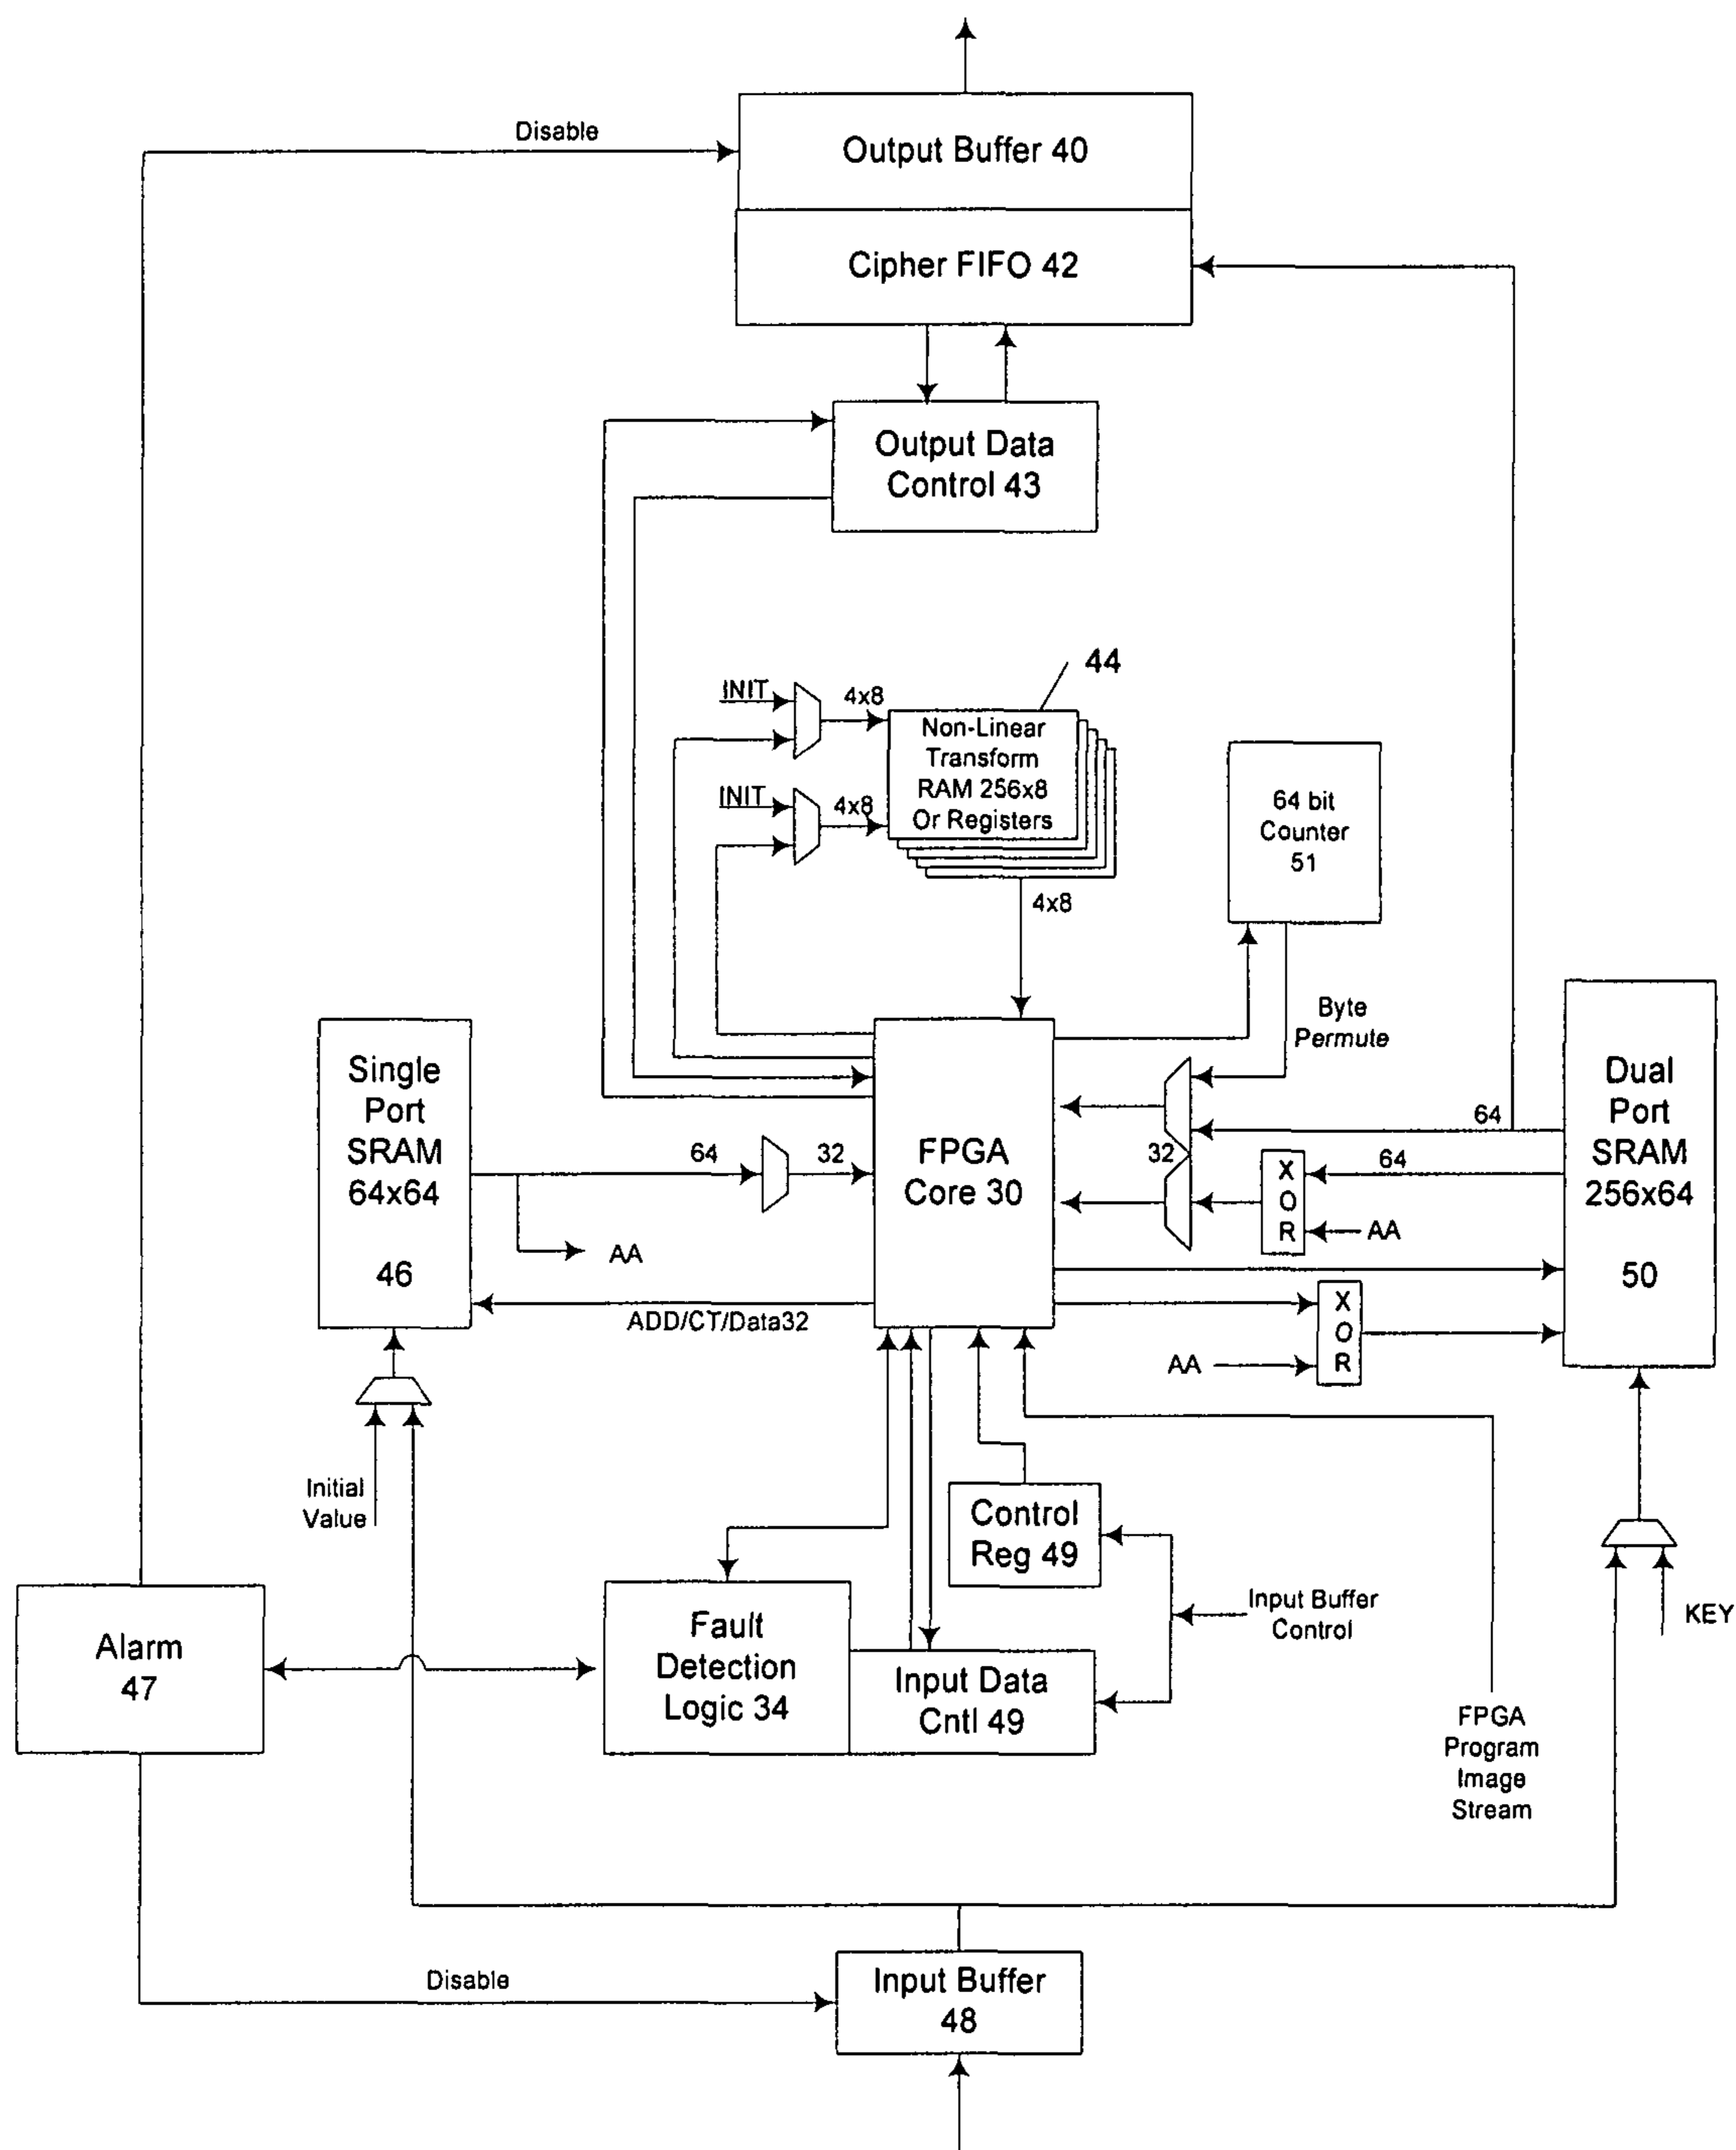 Disable
Output Buffer 40
Cipher FIFO 42
Output Data
Control 43
44
INIT
4x8
Non-Linear
Transform
RAM 256x8
Or Registers
INIT
4x8
4x8
64 bit
Counter
51
Byte
Permute
Single
Port
SRAM
64x64
46
64
32
AA
ADD/CT/Data32
FPGA
Core 30
32
64
64
X
O
R
AA
X
O
R
AA
Dual
Port
SRAM
256x64
50
Initial
Value
Control
Reg 49
Input Buffer
Control
KEY
Alarm
47
Fault
Detection
Logic 34
Input Data
Cntl 49
FPGA
Program
Image
Stream
Disable
Input Buffer
48